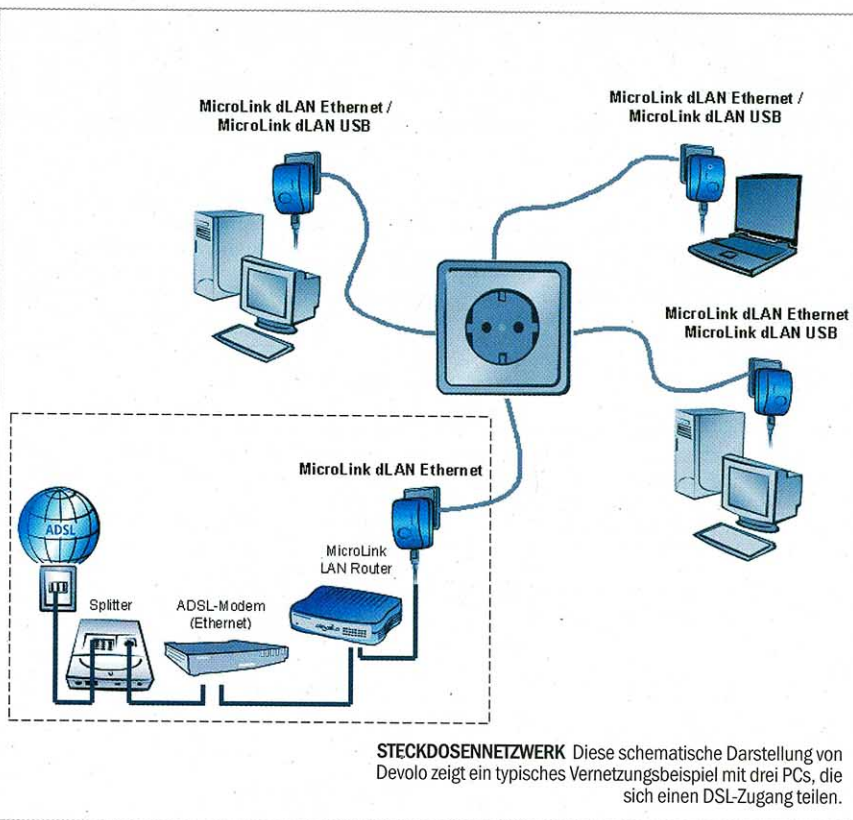 MicroLink dLAN Ethernet /
MicroLink dLAN USB
MicroLink dLAN Ethernet /
MicroLink dLAN USB
MicroLink dLAN Ethernet
MicroLink dLAN USB
MicroLink dLAN Ethernet
ADSL
MicroLink
LAN Router
Splitter
ADSL-Modem
(Ethernet)
devolo
STECKDOSENNETZWERK Diese schematische Darstellung von
Devolo zeigt ein typisches Vernetzungsbeispiel mit drei PCs, die
sich einen DSL-Zugang teilen.